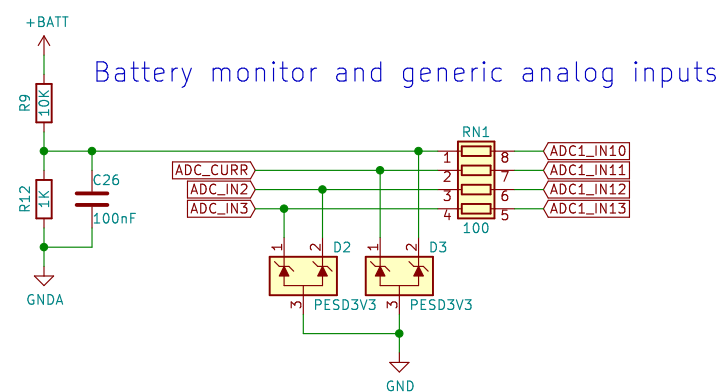 +BATT
Battery monitor and generic analog inputs
R9
10K
RN1
1
8
ADC1_IN10
ADC_CURR
2
7
ADC1_IN11
R12
1K
C26
100nF
ADC_IN2
3
6
ADC1_IN12
ADC_IN3
4
5
ADC1_IN13
100
1
2
D2
1
2
D3
GNDA
3
PESD3V3
3
PESD3V3
GND